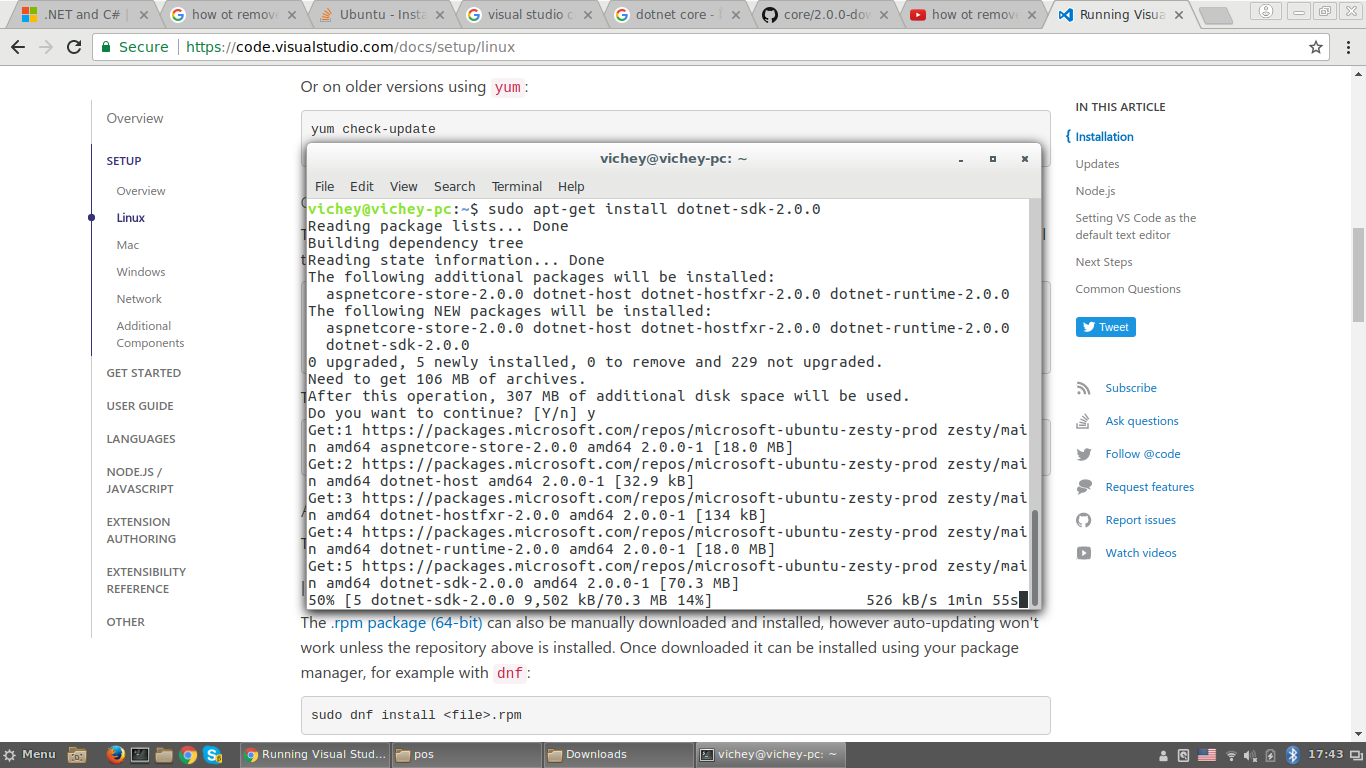 .NET and C# |
how ot remove
Ubuntu - Insta
visual studio c
dotnet core -
core/2.0.0-dow
how ot remove
Running Visua
Secure
https://code.visualstudio.com/docs/setup/linux
Overview
SETUP
Overview
Linux
Mac
Windows
Network
Additional
Components
GET STARTED
USER GUIDE
LANGUAGES
NODE.JS /
JAVASCRIPT
EXTENSION
AUTHORING
EXTENSIBILITY
REFERENCE
OTHER
Or on older versions using yum:
yum check-update
vichey@vichey-pc: ~
File Edit View Search Terminal Help
vichey@vichey-pc:~$ sudo apt-get install dotnet-sdk-2.0.0
Reading package lists... Done
Building dependency tree
Reading state information... Done
The following additional packages will be installed:
aspnetcore-store-2.0.0 dotnet-host dotnet-hostfxr-2.0.0 dotnet-runtime-2.0.0
The following NEW packages will be installed:
aspnetcore-store-2.0.0 dotnet-host dotnet-hostfxr-2.0.0 dotnet-runtime-2.0.0
dotnet-sdk-2.0.0
0 upgraded, 5 newly installed, 0 to remove and 229 not upgraded.
Need to get 106 MB of archives.
After this operation, 307 MB of additional disk space will be used.
Do you want to continue? [Y/n] y
Get:1 https://packages.microsoft.com/repos/microsoft-ubuntu-zesty-prod zesty/mai
n amd64 aspnetcore-store-2.0.0 amd64 2.0.0-1 [18.0 MB]
Get:2 https://packages.microsoft.com/repos/microsoft-ubuntu-zesty-prod zesty/mai
n amd64 dotnet-host amd64 2.0.0-1 [32.9 kB]
Get:3 https://packages.microsoft.com/repos/microsoft-ubuntu-zesty-prod zesty/mai
n amd64 dotnet-hostfxr-2.0.0 amd64 2.0.0-1 [134 kB]
Get:4 https://packages.microsoft.com/repos/microsoft-ubuntu-zesty-prod zesty/mai
n amd64 dotnet-runtime-2.0.0 amd64 2.0.0-1 [18.0 MB]
Get:5 https://packages.microsoft.com/repos/microsoft-ubuntu-zesty-prod zesty/mai
n amd64 dotnet-sdk-2.0.0 amd64 2.0.0-1 [70.3 MB]
50% [5 dotnet-sdk-2.0.0 9,502 kB/70.3 MB 14%] 526 kB/s 1min 55s
The .rpm package (64-bit) can also be manually downloaded and installed, however auto-updating won't
work unless the repository above is installed. Once downloaded it can be installed using your package
manager, for example with dnf:
sudo dnf install <file>.rpm
IN THIS ARTICLE
Installation
Updates
Node.js
Setting VS Code as the
default text editor
Next Steps
Common Questions
Tweet
Subscribe
Ask questions
Follow @code
Request features
Report issues
Watch videos
Menu
Running Visual Stud...
pos
Downloads
vichey@vichey-pc: ~
17:43